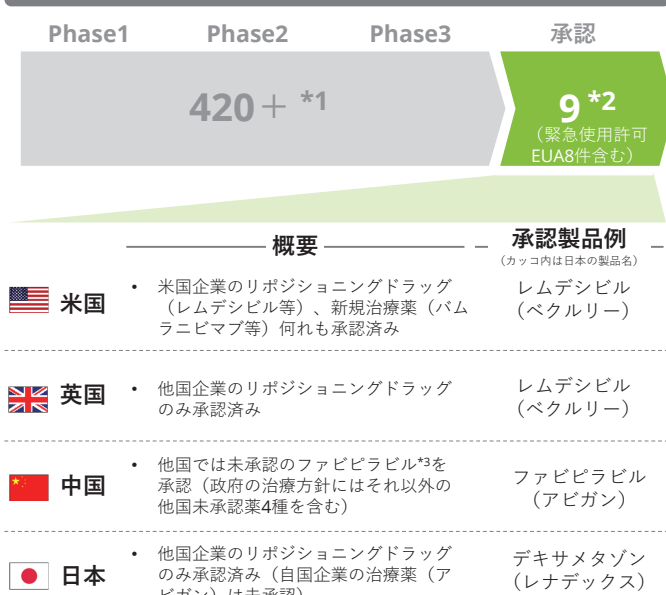 Phase1 Phase2 Phase3 承認
420＋ *1
9 *2
（緊急使用許可
EUA8件含む）
概要
承認製品例
（カッコ内は日本の製品名）
米国
• 米国企業のリポジショニングドラッグ
（レムデシビル等）、新規治療薬（バム
ラニビマブ等）何れも承認済み
レムデシビル
（ベクルリー）
英国
• 他国企業のリポジショニングドラッグ
のみ承認済み
レムデシビル
（ベクルリー）
中国
• 他国では未承認のファビピラビル*3を
承認（政府の治療方針にはそれ以外の
他国未承認薬4種を含む）
ファビピラビル
（アビガン）
日本
• 他国企業のリポジショニングドラッグ
のみ承認済み（自国企業の治療薬（ア
ビガン）は未承認）
デキサメタゾン
（レナデックス）